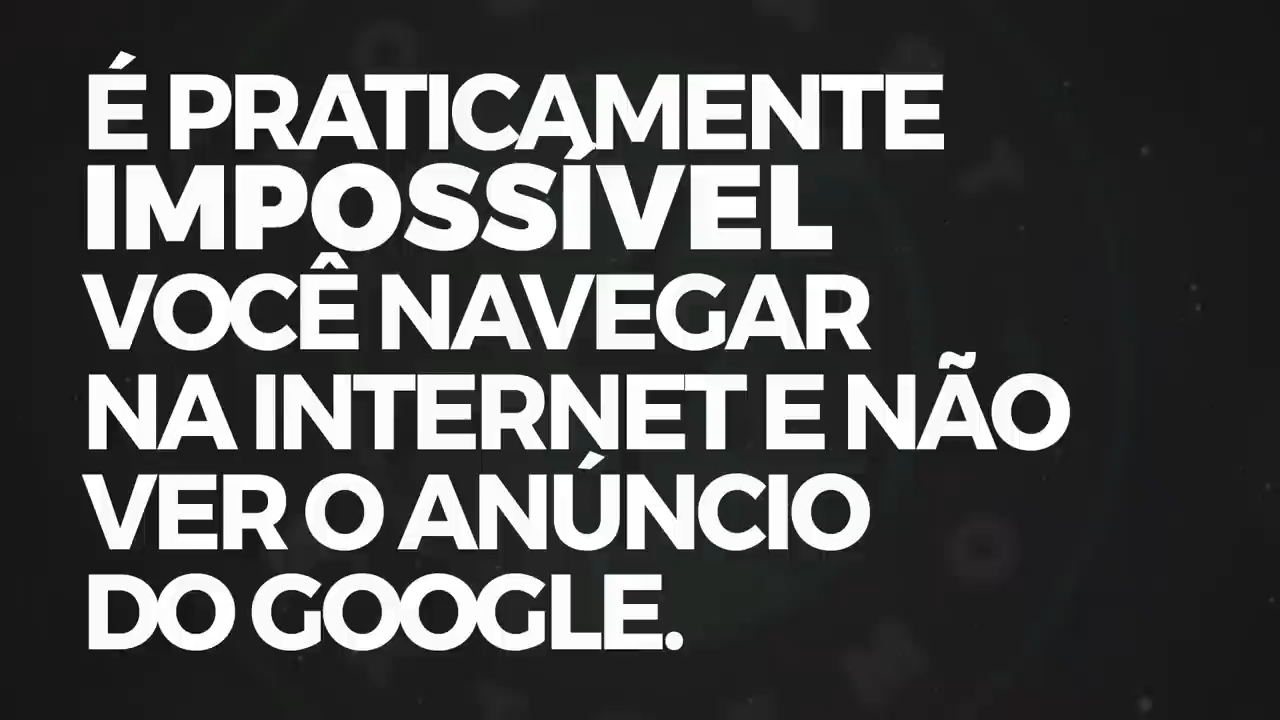 É PRATICAMENTE
IMPOSSÍVEL
VOCÊ NAVEGAR
NA INTERNET E NÃO
VER O ANÚNCIO
DO GOOGLE.